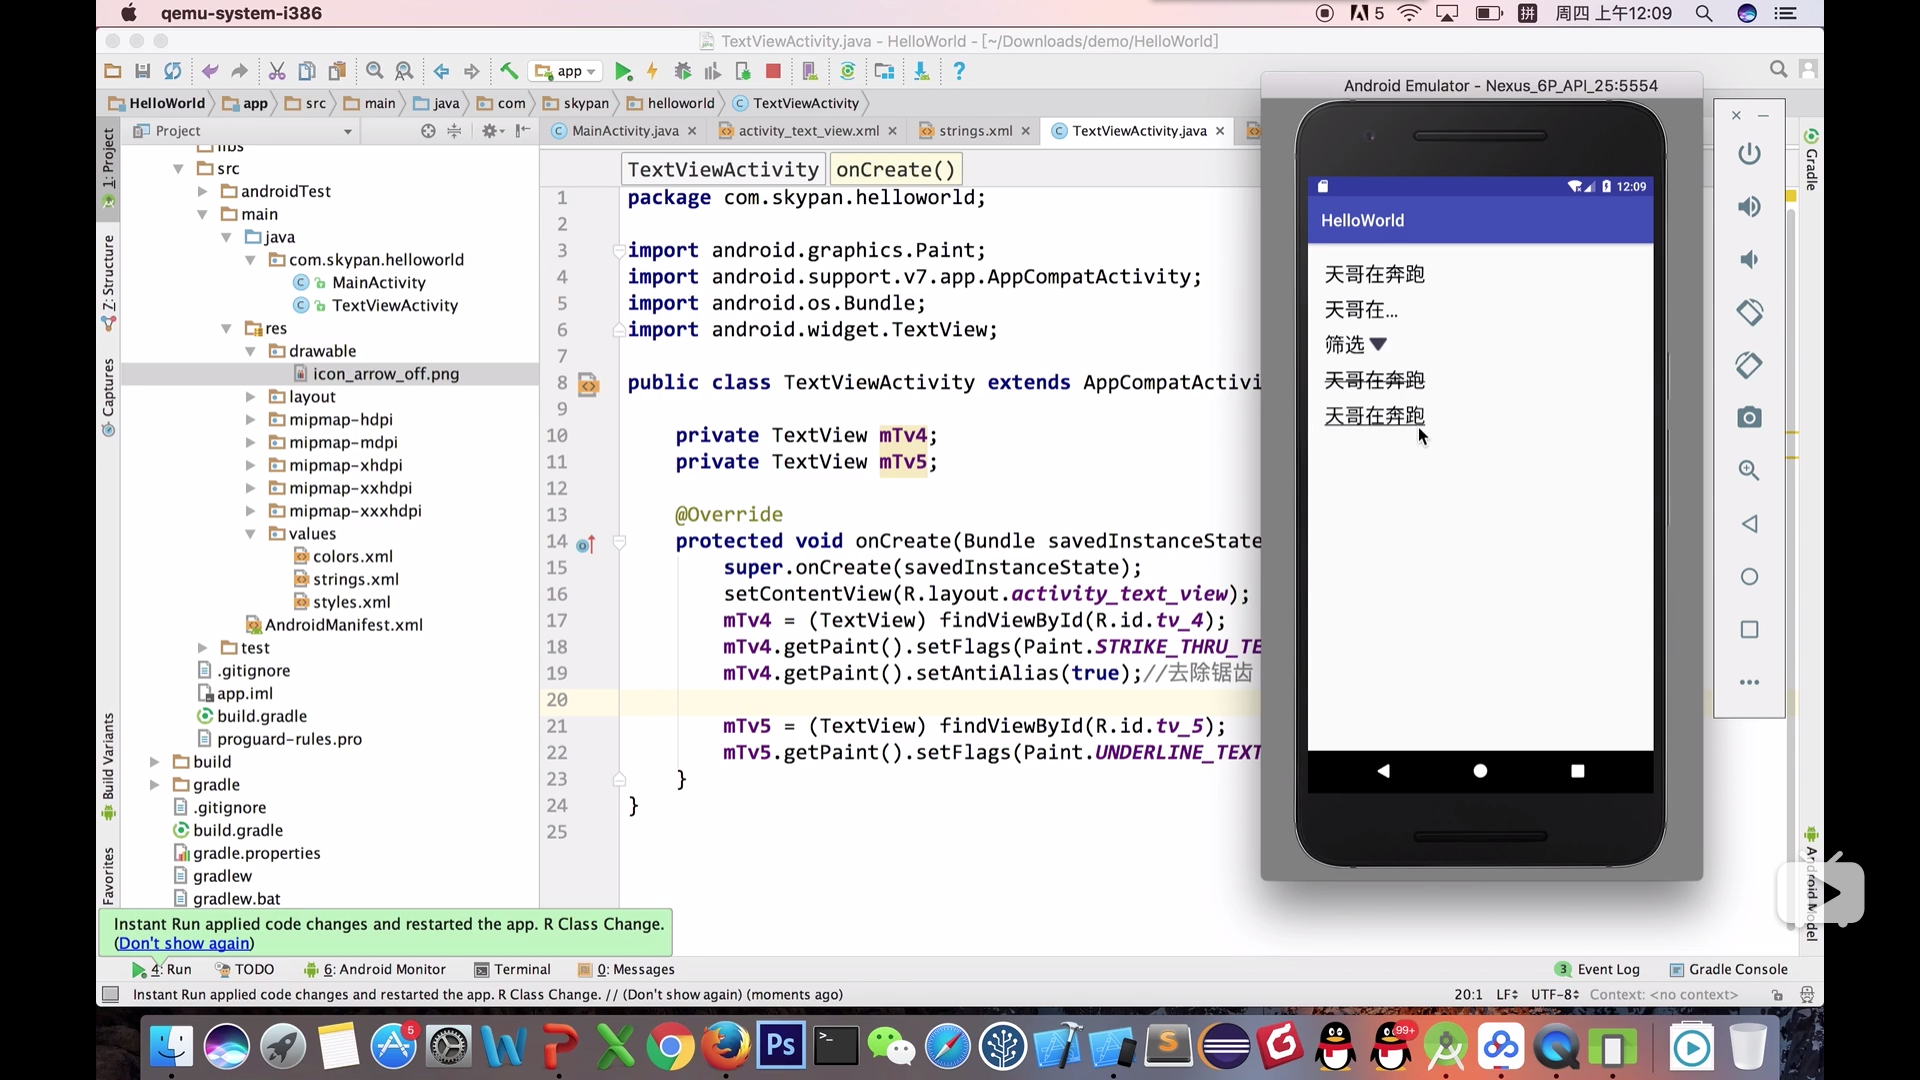 qemu-system-i386
5
周四 上午12:09
TextViewActivity.java - HelloWorld - [~/Downloads/demo/HelloWorld]
app
HelloWorld
app
src
main
java
com
skypan
helloworld
TextViewActivity
Project
MainActivity.java
activity_text_view.xml
strings.xml
TextViewActivity.java
1: Project
Z: Structure
Captures
Build Variants
Favorites
src
androidTest
main
java
com.skypan.helloworld
MainActivity
TextViewActivity
res
drawable
icon_arrow_off.png
layout
mipmap-hdpi
mipmap-mdpi
mipmap-xhdpi
mipmap-xxhdpi
mipmap-xxxhdpi
values
colors.xml
strings.xml
styles.xml
AndroidManifest.xml
test
.gitignore
app.iml
build.gradle
proguard-rules.pro
build
gradle
.gitignore
build.gradle
gradle.properties
gradlew
gradlew.bat
TextViewActivity
onCreate()
1 package com.skypan.helloworld;
2
3 import android.graphics.Paint;
4 import android.support.v7.app.AppCompatActivity;
5 import android.os.Bundle;
6 import android.widget.TextView;
7
8 public class TextViewActivity extends AppCompatActivi
9
10 private TextView mTv4;
11 private TextView mTv5;
12
13 @Override
14 protected void onCreate(Bundle savedInstanceState
15 super.onCreate(savedInstanceState);
16 setContentView(R.layout.activity_text_view);
17 mTv4 = (TextView) findViewById(R.id.tv_4);
18 mTv4.getPaint().setFlags(Paint.STRIKE_THRU_TE
19 mTv4.getPaint().setAntiAlias(true);//去除锯齿
20
21 mTv5 = (TextView) findViewById(R.id.tv_5);
22 mTv5.getPaint().setFlags(Paint.UNDERLINE_TEXT
23 }
24 }
25
Android Emulator - Nexus_6P_API_25:5554
12:09
HelloWorld
天哥在奔跑
天哥在...
筛选
天哥在奔跑
天哥在奔跑
Gradle
Android Model
Instant Run applied code changes and restarted the app. R Class Change.
(Don't show again)
4: Run
TODO
6: Android Monitor
Terminal
0: Messages
3 Event Log
Gradle Console
Instant Run applied code changes and restarted the app. R Class Change. // (Don't show again) (moments ago)
20:1
LF
UTF-8
Context: <no context>
5
Ps
99+